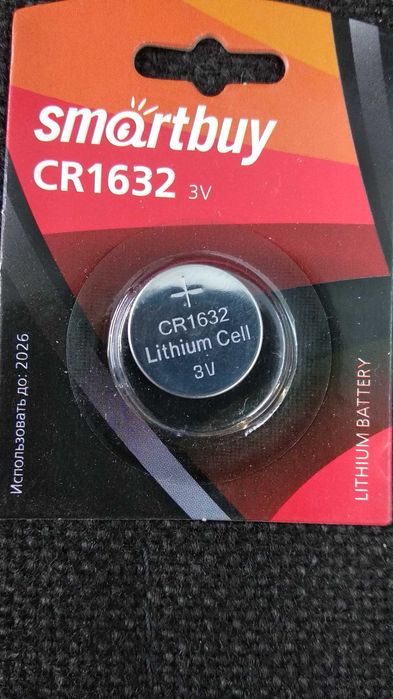 smartbuy
CR1632 3V
+
CR1632
Lithium Cell
3V
Использовать до: 2026
LITHIUM BATTERY